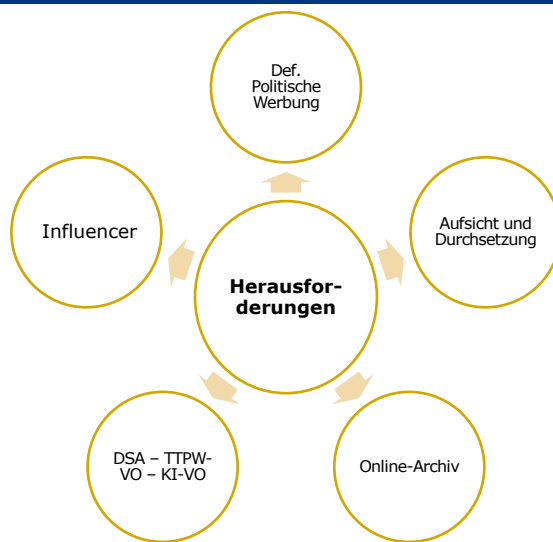 Def.
Politische
Werbung
Influencer
Aufsicht und
Durchsetzung
Herausfor-
derungen
DSA – TTPW-
VO – KI-VO
Online-Archiv